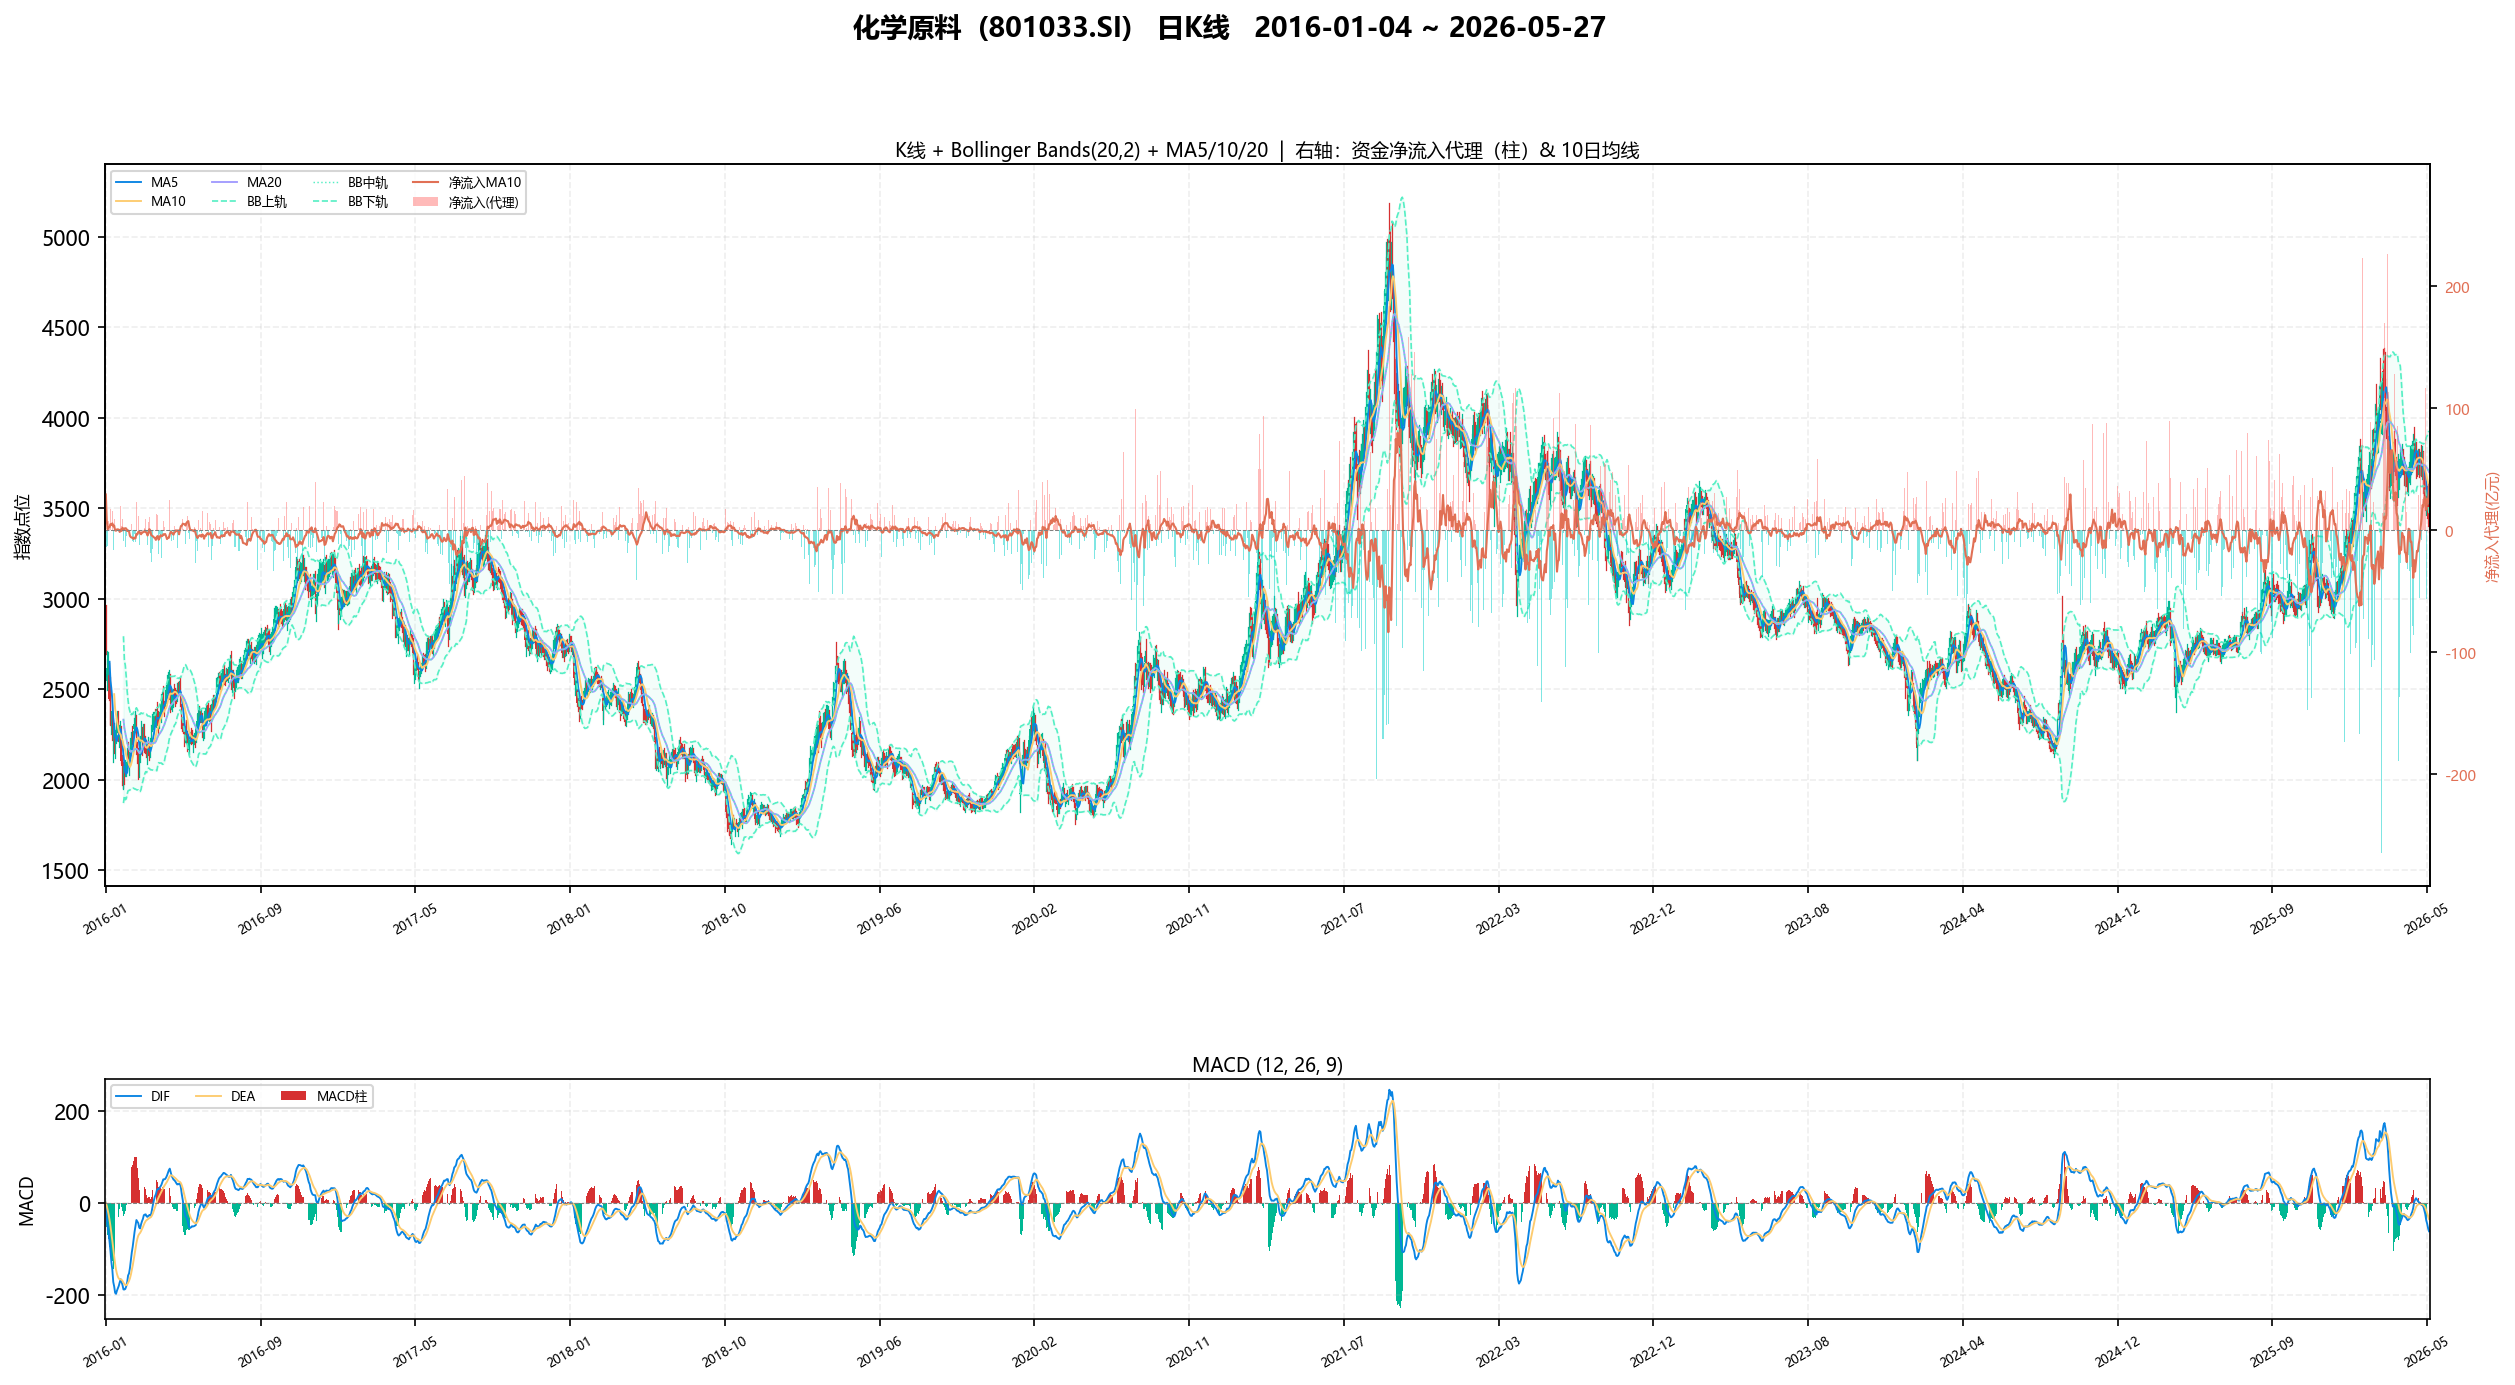 化学原料 (801033.SI) 日K线 2016-01-04 ~ 2026-05-27
K线 + Bollinger Bands(20,2) + MA5/10/20 | 右轴：资金净流入代理（柱）& 10日均线
MA5 MA20 BB中轨 净流入MA10
MA10 BB上轨 BB下轨 净流入(代理)
指数点位
5000
4500
4000
3500
3000
2500
2000
1500
200
100
0
-100
-200
净流入代理(亿元)
2016-01 2016-09 2017-05 2018-01 2018-10 2019-06 2020-02 2020-11 2021-07 2022-03 2022-12 2023-08 2024-04 2024-12 2025-09 2026-05
MACD (12, 26, 9)
DIF DEA MACD柱
MACD
200
0
-200
2016-01 2016-09 2017-05 2018-01 2018-10 2019-06 2020-02 2020-11 2021-07 2022-03 2022-12 2023-08 2024-04 2024-12 2025-09 2026-05